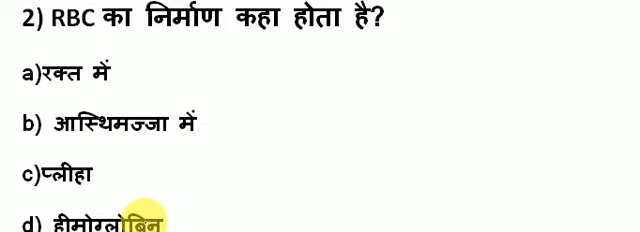 2) RBC का निर्माण कहा होता है?
a)रक्त में
b) आस्थिमज्जा में
c)प्लीहा
d) हीमोग्लोबिन